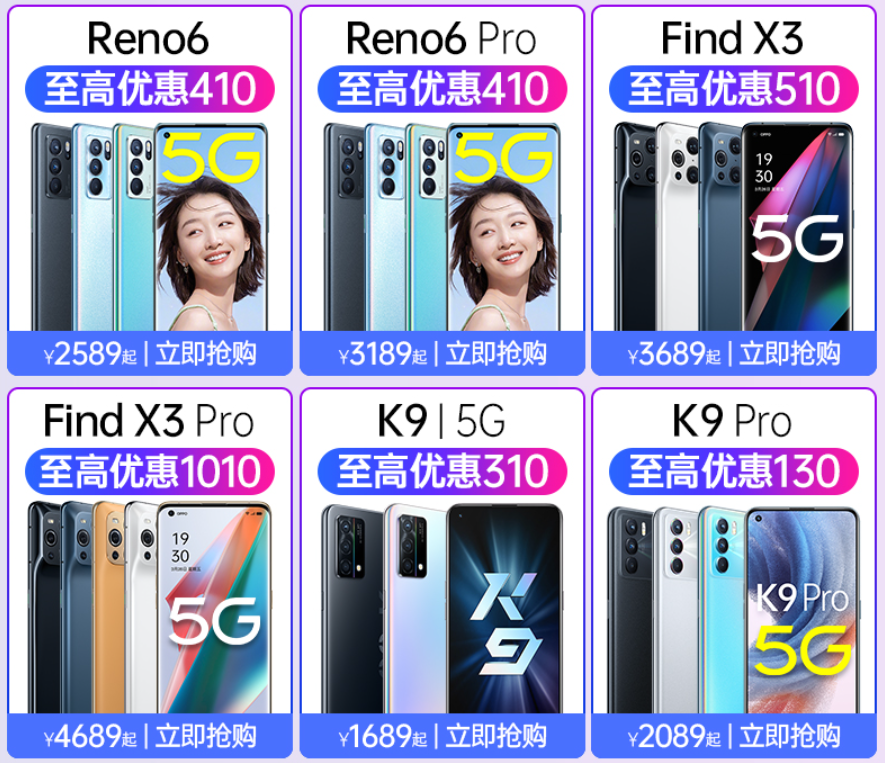 Reno6
至高优惠410
5G
¥2589起 | 立即抢购
Reno6 Pro
至高优惠410
5G
¥3189起 | 立即抢购
Find X3
至高优惠510
OPPO
19
30
5G
¥3689起 | 立即抢购
Find X3 Pro
至高优惠1010
OPPO
19
30
5G
¥4689起 | 立即抢购
K9 | 5G
至高优惠310
K9
¥1689起 | 立即抢购
K9 Pro
至高优惠130
K9 Pro
5G
¥2089起 | 立即抢购